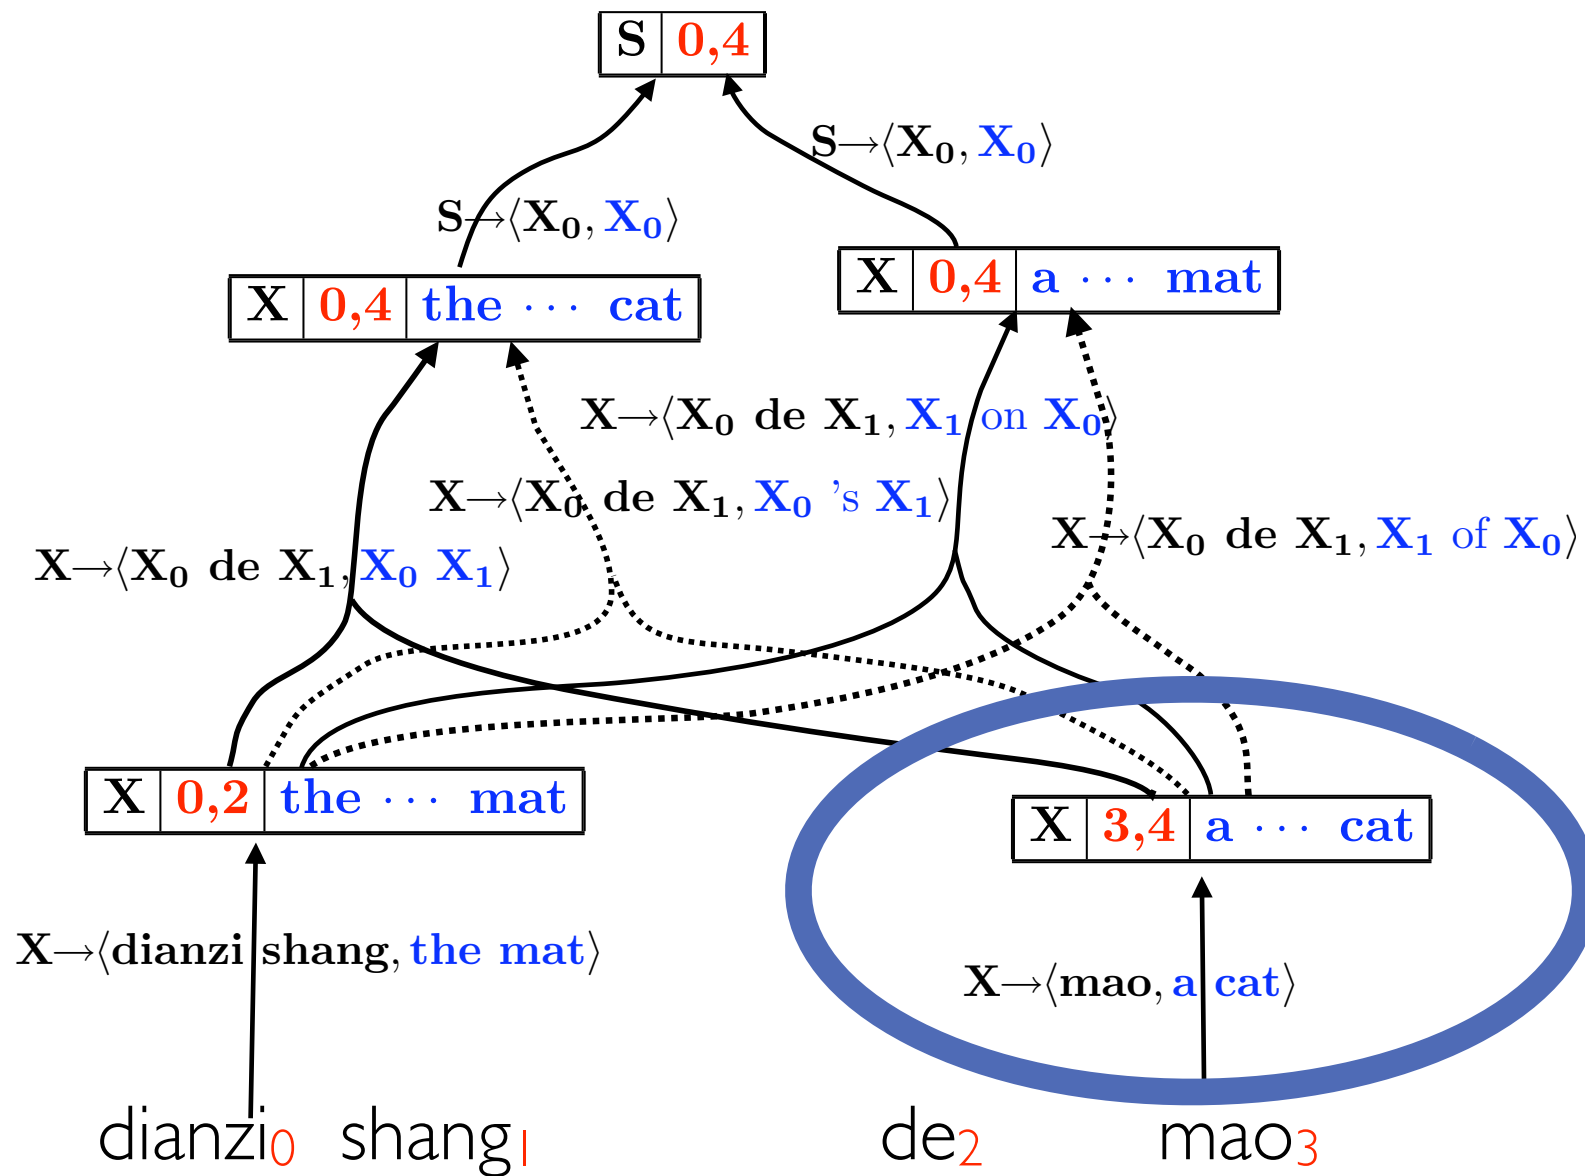 S 0,4
S→⟨X₀, X₀⟩
S→⟨X₀, X₀⟩
X 0,4 a ··· mat
X 0,4 the ··· cat
X→⟨X₀ de X₁, X₁ on X₀⟩
X→⟨X₀ de X₁, X₀ 's X₁⟩
X→⟨X₀ de X₁, X₁ of X₀⟩
X→⟨X₀ de X₁, X₀ X₁⟩
X 0,2 the ··· mat
X 3,4 a ··· cat
X→⟨dianzi shang, the mat⟩
X→⟨mao, a cat⟩
dianzi₀ shang₁ de₂ mao₃